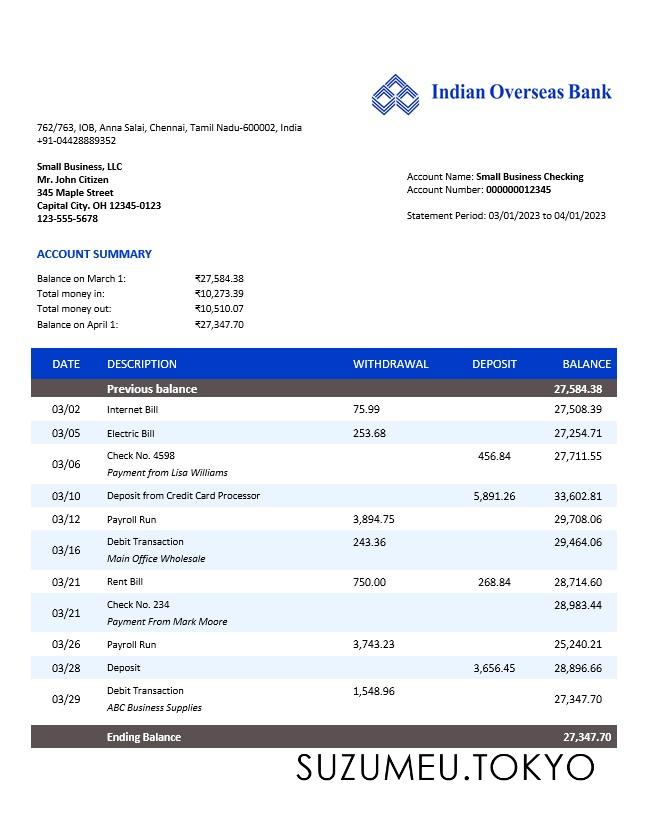 Indian Overseas Bank
762/763, IOB, Anna Salai, Chennai, Tamil Nadu-600002, India
+91-04428889352
Small Business, LLC
Mr. John Citizen
345 Maple Street
Capital City. OH 12345-0123
123-555-5678
Account Name: Small Business Checking
Account Number: 000000012345
Statement Period: 03/01/2023 to 04/01/2023
ACCOUNT SUMMARY
Balance on March 1: ₹27,584.38
Total money in: ₹10,273.39
Total money out: ₹10,510.07
Balance on April 1: ₹27,347.70
DATE DESCRIPTION WITHDRAWAL DEPOSIT BALANCE
Previous balance 27,584.38
03/02 Internet Bill 75.99 27,508.39
03/05 Electric Bill 253.68 27,254.71
03/06 Check No. 4598 456.84 27,711.55
Payment from Lisa Williams
03/10 Deposit from Credit Card Processor 5,891.26 33,602.81
03/12 Payroll Run 3,894.75 29,708.06
03/16 Debit Transaction 243.36 29,464.06
Main Office Wholesale
03/21 Rent Bill 750.00 268.84 28,714.60
03/21 Check No. 234 28,983.44
Payment From Mark Moore
03/26 Payroll Run 3,743.23 25,240.21
03/28 Deposit 3,656.45 28,896.66
03/29 Debit Transaction 1,548.96 27,347.70
ABC Business Supplies
Ending Balance 27,347.70
SUZUMEU.TOKYO